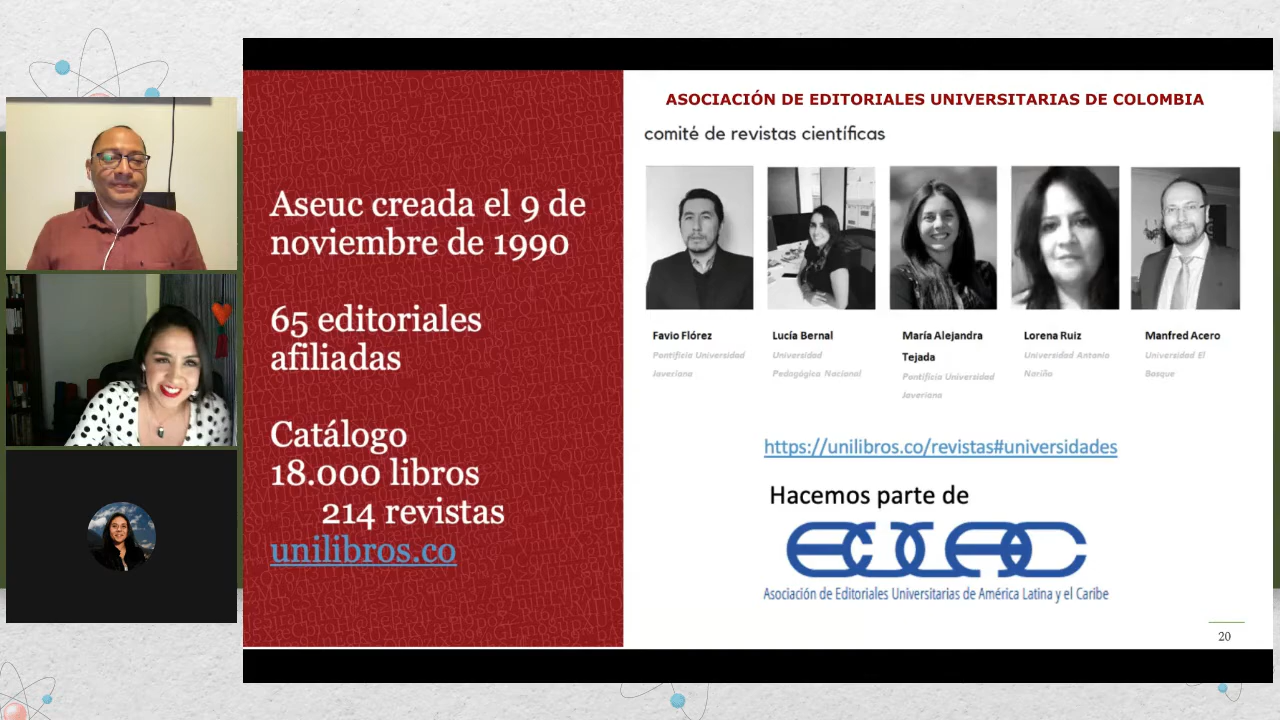 Aseuc creada el 9 de
noviembre de 1990
65 editoriales
afiliadas
Catálogo
18.000 libros
214 revistas
unilibros.co
ASOCIACIÓN DE EDITORIALES UNIVERSITARIAS DE COLOMBIA
comité de revistas científicas
Favio Flórez
Pontificia Universidad
Javeriana
Lucía Bernal
Universidad
Pedagógica Nacional
María Alejandra
Tejada
Pontificia Universidad
Javeriana
Lorena Ruiz
Universidad Antonio
Nariño
Manfred Acero
Universidad El
Bosque
https://unilibros.co/revistas#universidades
Hacemos parte de
EULAC
Asociación de Editoriales Universitarias de América Latina y el Caribe
20